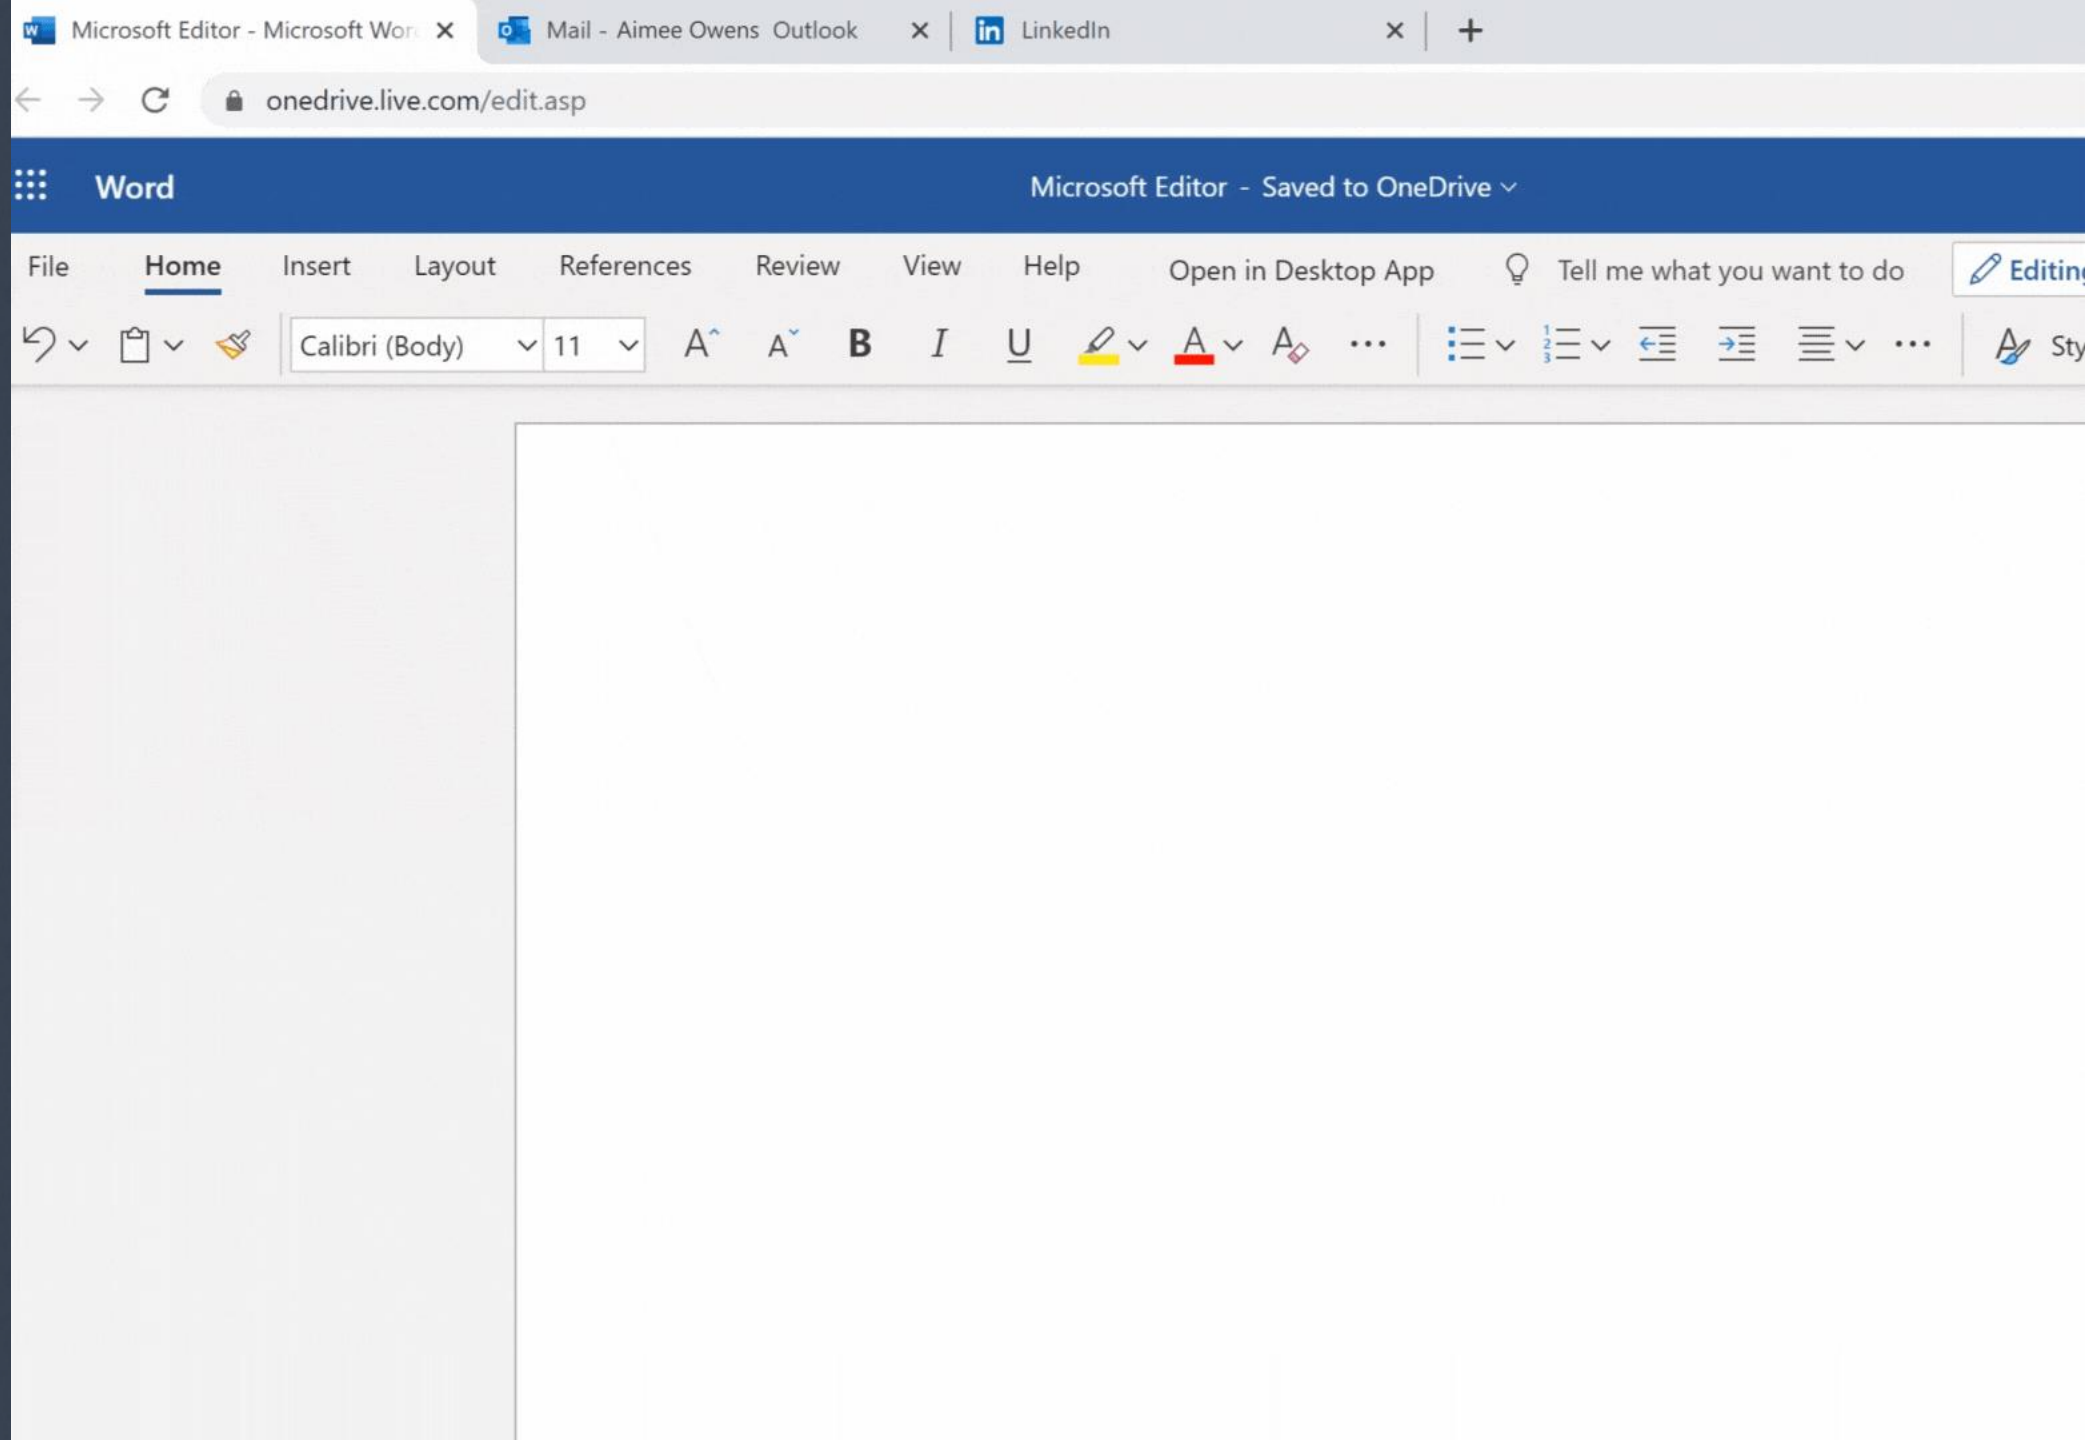 Microsoft Editor - Microsoft Wor
Mail - Aimee Owens Outlook
LinkedIn
onedrive.live.com/edit.asp
Word
Microsoft Editor - Saved to OneDrive
File Home Insert Layout References Review View Help Open in Desktop App Tell me what you want to do Editing
Calibri (Body) 11 A A B I U A A Sty